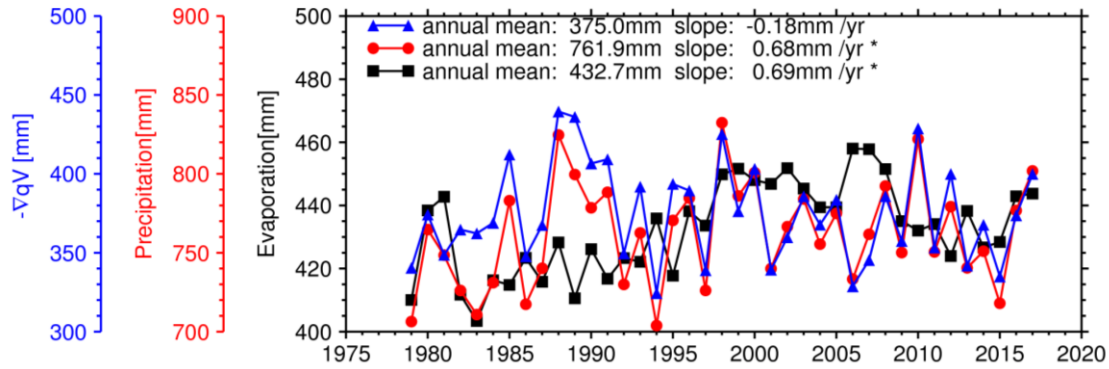 500 900 500
annual mean: 375.0mm slope: -0.18mm /yr
annual mean: 761.9mm slope: 0.68mm /yr *
annual mean: 432.7mm slope: 0.69mm /yr *
450 850 480
460
400 800
440
350 750 420
300 700 400
-∇qV [mm]
Precipitation[mm]
Evaporation[mm]
1975 1980 1985 1990 1995 2000 2005 2010 2015 2020